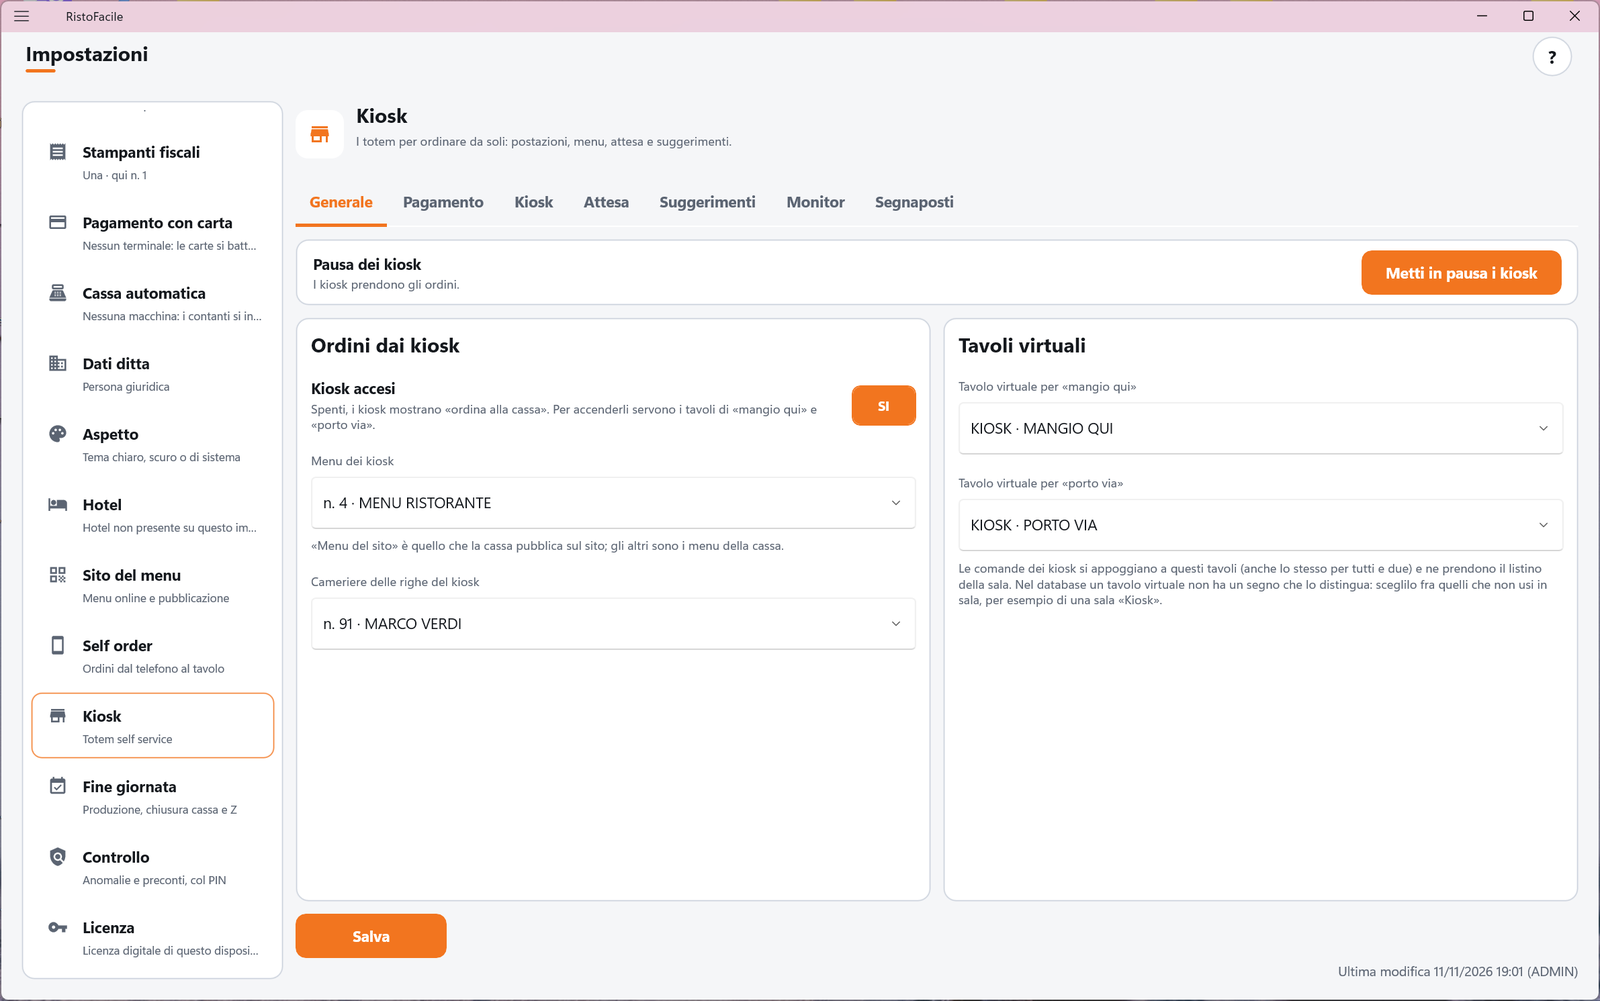 RistoFacile
Impostazioni
?
Stampanti fiscali
Una · qui n. 1
Pagamento con carta
Nessun terminale: le carte si batt...
Cassa automatica
Nessuna macchina: i contanti si in...
Dati ditta
Persona giuridica
Aspetto
Tema chiaro, scuro o di sistema
Hotel
Hotel non presente su questo im...
Sito del menu
Menu online e pubblicazione
Self order
Ordini dal telefono al tavolo
Kiosk
Totem self service
Fine giornata
Produzione, chiusura cassa e Z
Controllo
Anomalie e preconti, col PIN
Licenza
Licenza digitale di questo disposi...
Kiosk
I totem per ordinare da soli: postazioni, menu, attesa e suggerimenti.
Generale Pagamento Kiosk Attesa Suggerimenti Monitor Segnaposti
Pausa dei kiosk
I kiosk prendono gli ordini.
Metti in pausa i kiosk
Ordini dai kiosk
Kiosk accesi
Spenti, i kiosk mostrano «ordina alla cassa». Per accenderli servono i tavoli di «mangio qui» e
«porto via».
SI
Menu dei kiosk
n. 4 · MENU RISTORANTE
«Menu del sito» è quello che la cassa pubblica sul sito; gli altri sono i menu della cassa.
Cameriere delle righe del kiosk
n. 91 · MARCO VERDI
Tavoli virtuali
Tavolo virtuale per «mangio qui»
KIOSK · MANGIO QUI
Tavolo virtuale per «porto via»
KIOSK · PORTO VIA
Le comande dei kiosk si appoggiano a questi tavoli (anche lo stesso per tutti e due) e ne prendono il listino
della sala. Nel database un tavolo virtuale non ha un segno che lo distingua: sceglilo fra quelli che non usi in
sala, per esempio di una sala «Kiosk».
Salva
Ultima modifica 11/11/2026 19:01 (ADMIN)